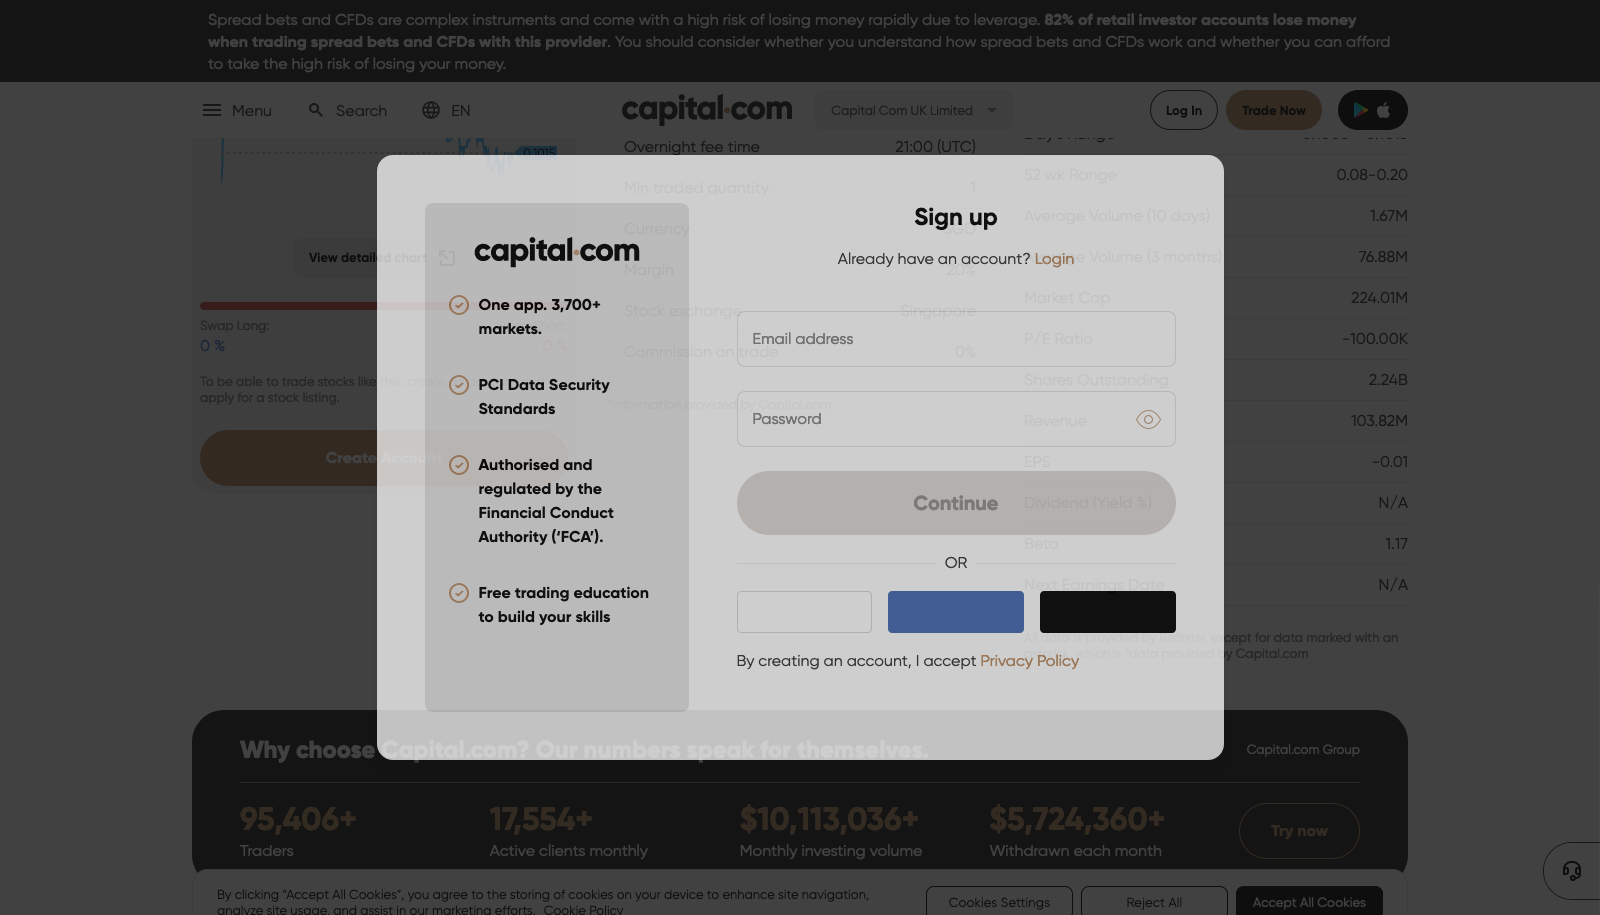 Spread bets and CFDs are complex instruments and come with a high risk of losing money rapidly due to leverage. 82% of retail investor accounts lose money
when trading spread bets and CFDs with this provider. You should consider whether you understand how spread bets and CFDs work and whether you can afford
to take the high risk of losing your money.
Menu
Search
EN
capital.com
Capital Com UK Limited
Log In
Trade Now
0.1015
View detailed chart
Swap Long:
0 %
0 %
To be able to trade stocks like this, create
apply for a stock listing.
Create Account
Overnight fee time 21:00 (UTC)
Min traded quantity 1
Currency SGD
Margin 20%
Stock exchange Singapore
Commission on trade 0%
*Information provided by Capital.com
52 wk Range 0.08-0.20
Average Volume (10 days) 1.67M
Volume (3 months) 76.88M
Market Cap 224.01M
P/E Ratio -100.00K
Shares Outstanding 2.24B
Revenue 103.82M
EPS -0.01
Dividend (Yield %) N/A
Beta 1.17
Next Earnings Date N/A
All data is provided by , except for data marked with an
which is "data provided by Capital.com
capital.com
One app. 3,700+
markets.
PCI Data Security
Standards
Authorised and
regulated by the
Financial Conduct
Authority (‘FCA’).
Free trading education
to build your skills
Sign up
Already have an account? Login
Email address
Password
Continue
OR
By creating an account, I accept Privacy Policy
Why choose Capital.com? Our numbers speak for themselves.
Capital.com Group
95,406+
Traders
17,554+
Active clients monthly
$10,113,036+
Monthly investing volume
$5,724,360+
Withdrawn each month
Try now
By clicking “Accept All Cookies”, you agree to the storing of cookies on your device to enhance site navigation,
analyze site usage, and assist in our marketing efforts. Cookie Policy
Cookies Settings
Reject All
Accept All Cookies